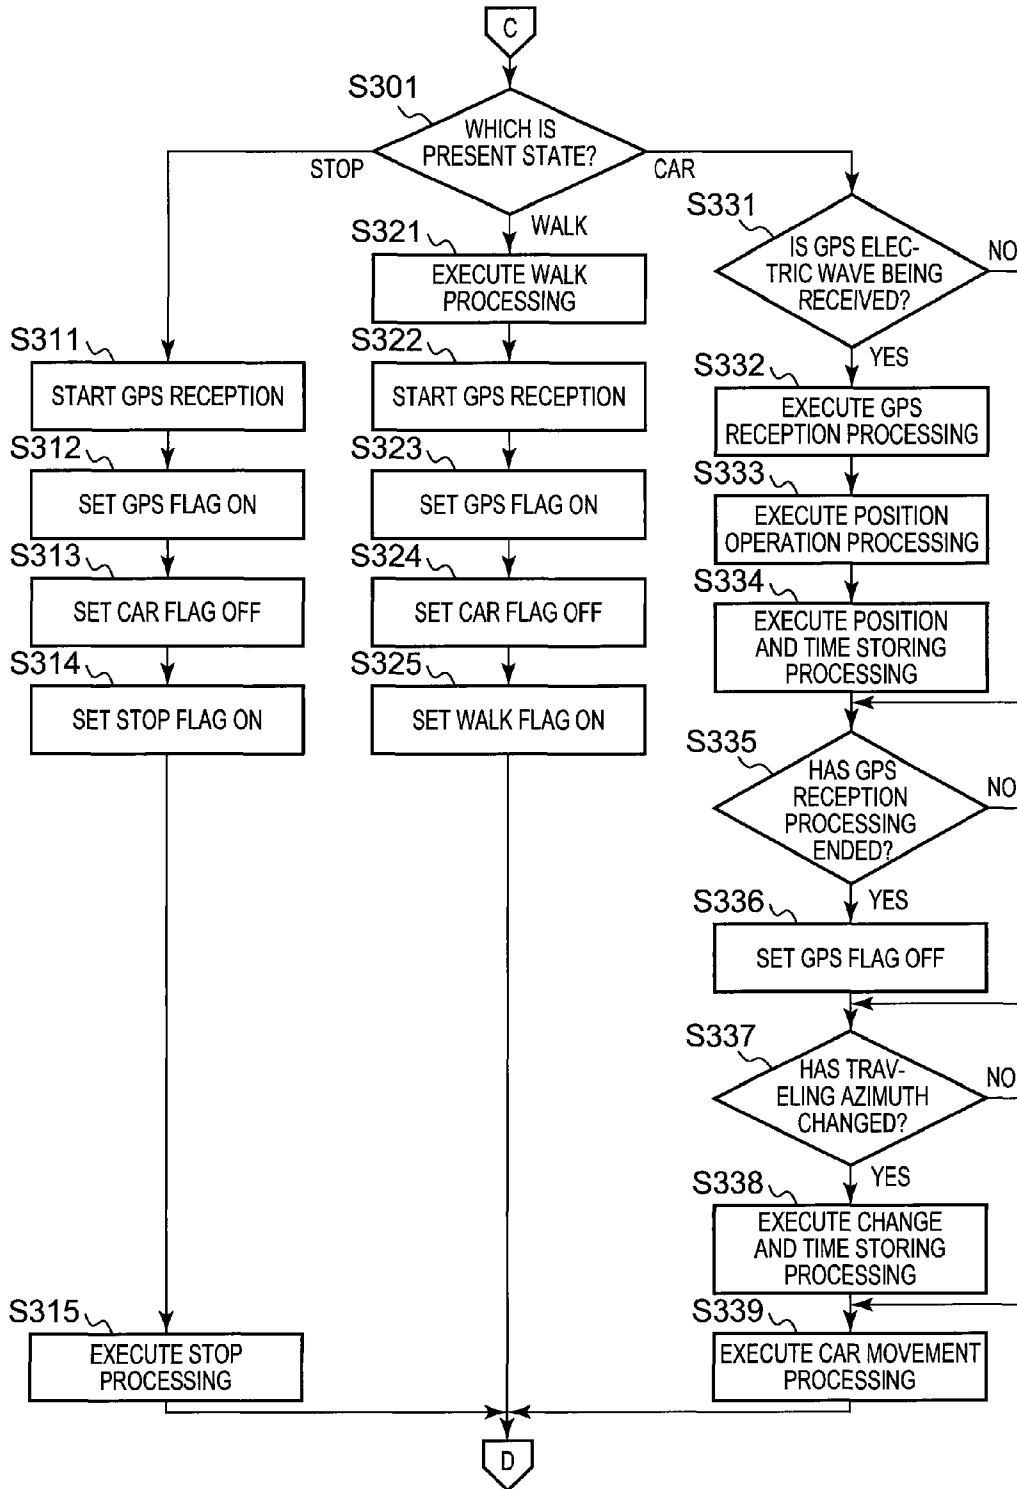 C
S301
WHICH IS
PRESENT STATE?
STOP
CAR
WALK
S311
START GPS RECEPTION
S312
SET GPS FLAG ON
S313
SET CAR FLAG OFF
S314
SET STOP FLAG ON
S315
EXECUTE STOP
PROCESSING
S321
EXECUTE WALK
PROCESSING
S322
START GPS RECEPTION
S323
SET GPS FLAG ON
S324
SET CAR FLAG OFF
S325
SET WALK FLAG ON
S331
IS GPS ELEC-
TRIC WAVE BEING
RECEIVED?
NO
YES
S332
EXECUTE GPS
RECEPTION PROCESSING
S333
EXECUTE POSITION
OPERATION PROCESSING
S334
EXECUTE POSITION
AND TIME STORING
PROCESSING
S335
HAS GPS
RECEPTION
PROCESSING
ENDED?
NO
YES
S336
SET GPS FLAG OFF
S337
HAS TRAV-
ELING AZIMUTH
CHANGED?
NO
YES
S338
EXECUTE CHANGE
AND TIME STORING
PROCESSING
S339
EXECUTE CAR MOVEMENT
PROCESSING
D